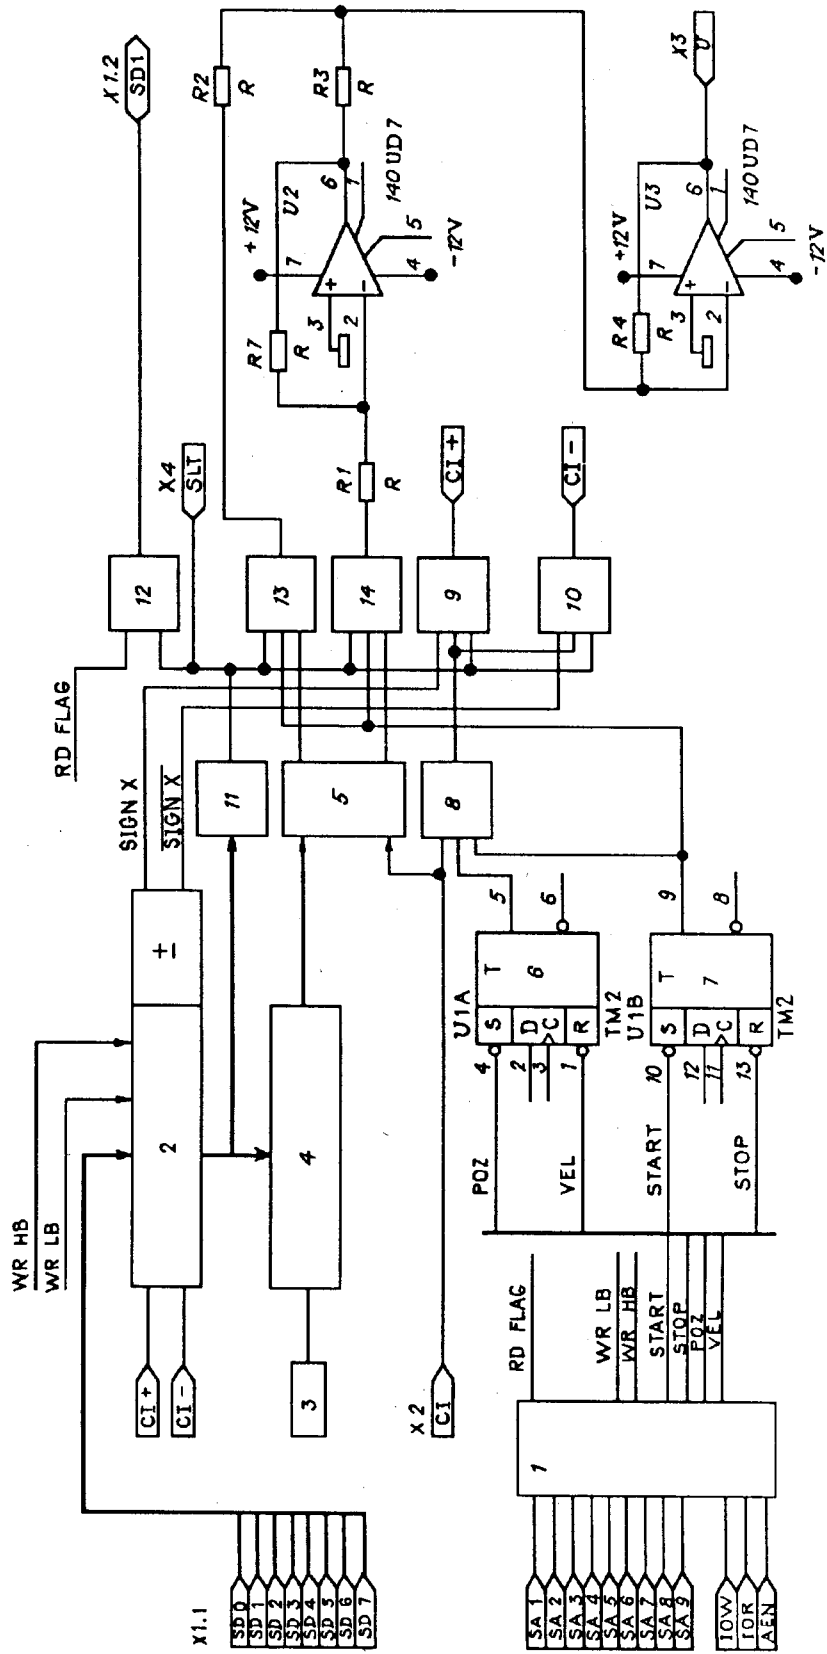 X1.1
SD0
SD1
SD2
SD3
SD4
SD5
SD6
SD7
SA1
SA2
SA3
SA4
SA5
SA6
SA7
SA8
SA9
IOW
IOR
AEN
1
RD FLAG
WR LB
WR HB
START
STOP
POZ
VEL
WR HB
WR LB
CI+
CI-
2
±
3
4
X2
CI
POZ
VEL
START
STOP
U1A
4
2
3
1
S
D
C
R
T
6
5
6
TM2
U1B
10
12
11
13
S
D
C
R
T
7
9
8
TM2
SIGN X
SIGN X
11
5
8
RD FLAG
12
13
14
9
10
X4
SLT
CI+
CI-
X1.2
SD1
R2
R
R1
R
R7
R
3
2
+
-
U2
+12V
7
6
1
140UD7
5
4
-12V
R3
R
R4
R
3
2
+
-
U3
+12V
7
6
1
140UD7
5
4
-12V
X3
U